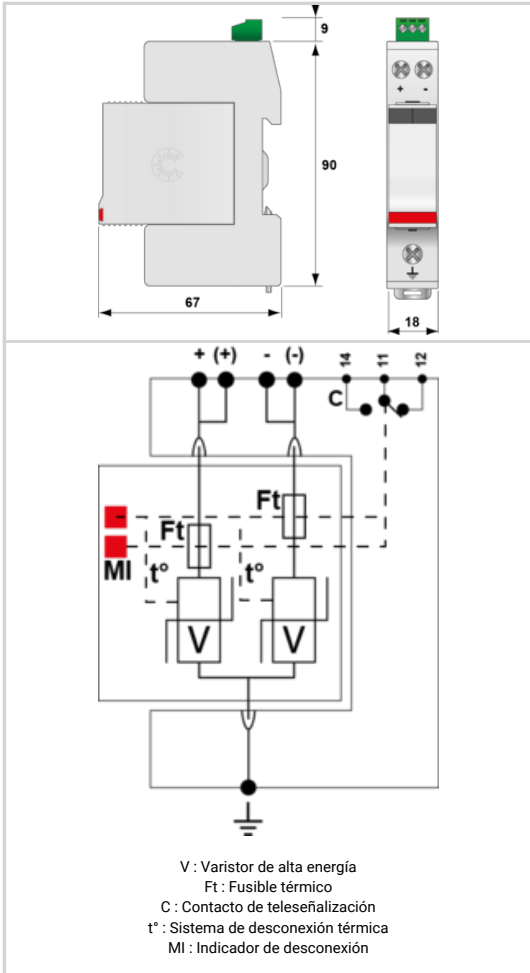 9
90
67
+ -
18
+ (+) - (-) 14 11 12
C
Ft
Ft
MI t° t°
V V
V : Varistor de alta energía
Ft : Fusible térmico
C : Contacto de teleseñalización
t° : Sistema de desconexión térmica
MI : Indicador de desconexión